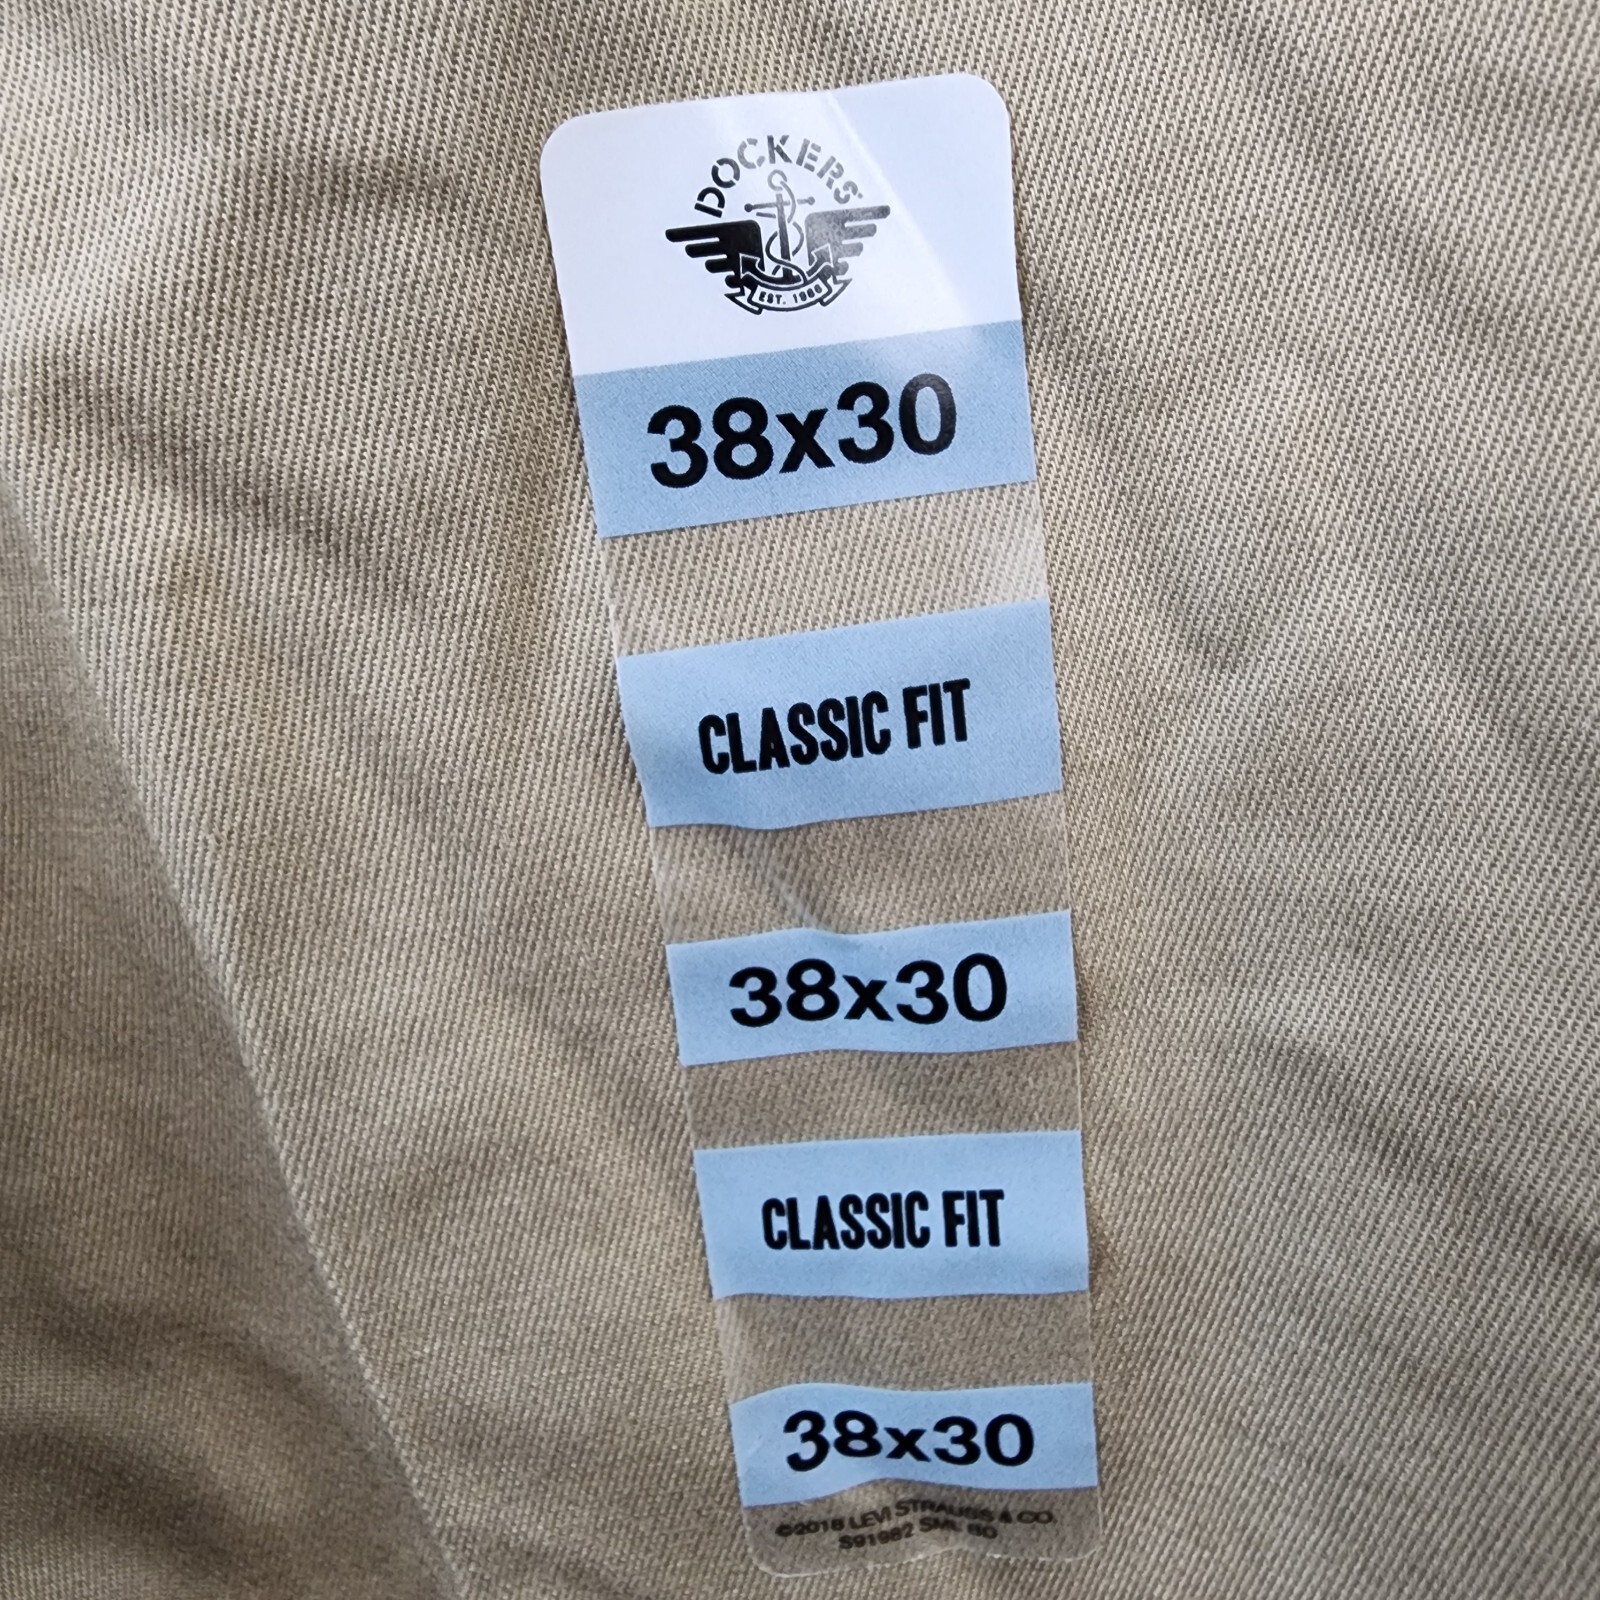 DOCKERS
EST. 1986
38x30
CLASSIC FIT
38x30
CLASSIC FIT
38x30
©2018 LEVI STRAUSS & CO.